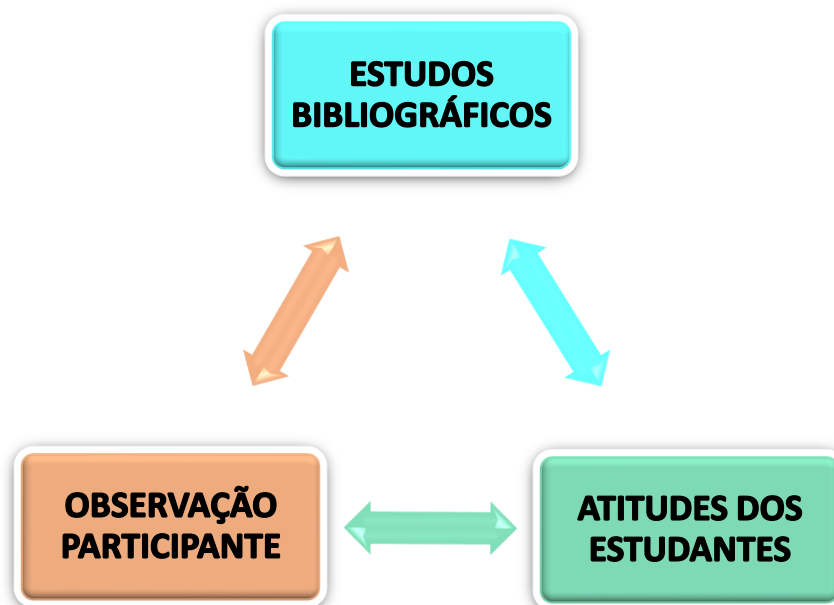 ESTUDOS
BIBLIOGRÁFICOS
OBSERVAÇÃO
PARTICIPANTE
ATITUDES DOS
ESTUDANTES